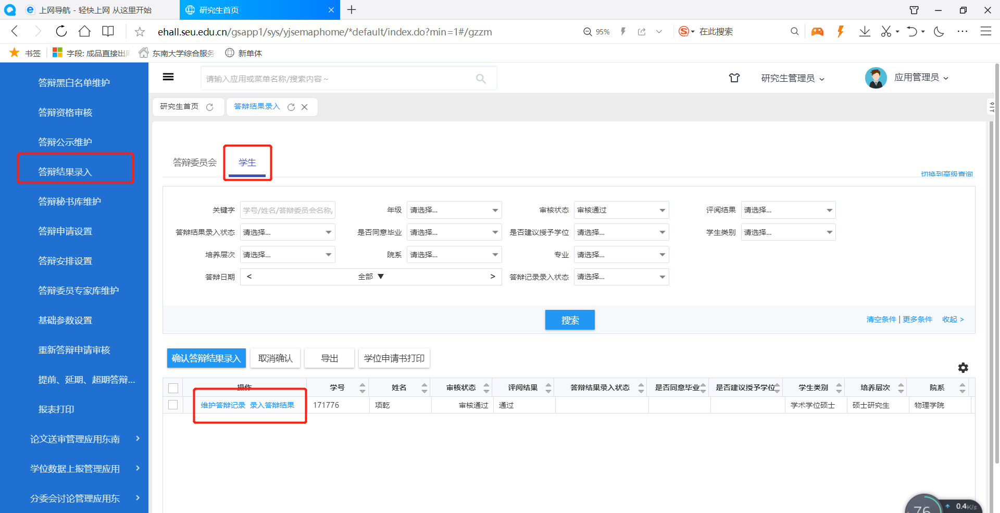 上网导航 - 轻快上网 从这里开始
研究生首页
ehall.seu.edu.cn/gsapp1/sys/yjsemaphome/*default/index.do?min=1#/gzzm
95%
在此搜索
书签
字段: 成品直接出
东南大学综合服务
新单体
答辩黑白名单维护
答辩资格审核
答辩公示维护
答辩结果录入
答辩秘书库维护
答辩申请设置
答辩安排设置
答辩委员专家库维护
基础参数设置
重新答辩申请审核
提前、延期、超期答辩...
报表打印
论文送审管理应用东南
学位数据上报管理应用
分委会讨论管理应用东
请输入应用或菜单名称/搜索内容 ~
研究生管理员
应用管理员
研究生首页
答辩结果录入
答辩委员会
学生
切换到高级查询
关键字 学号/姓名/答辩委员会名称, 年级 请选择... 审核状态 审核通过 评阅结果 请选择...
答辩结果录入状态 请选择... 是否同意毕业 请选择... 是否建议授予学位 请选择... 学生类别 请选择...
培养层次 请选择... 院系 请选择... 专业 请选择...
答辩日期 < 全部 ▼ > 答辩记录录入状态 请选择...
搜索
清空条件 | 更多条件 收起 >
确认答辩结果录入 取消确认 导出 学位申请书打印
操作 学号 姓名 审核状态 评阅结果 答辩结果录入状态 是否同意毕业 是否建议授予学位 学生类别 培养层次 院系
维护答辩记录 录入答辩结果 171776 项乾 审核通过 通过 学术学位硕士 硕士研究生 物理学院
76
0.4K/s